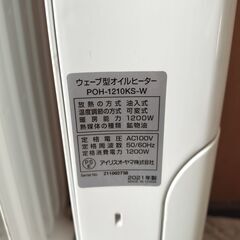 ウェーブ型オイルヒーター
POH-1210KS-W
放熱の方式 油入式
温度調節の方式 可変式
暖房能力 1200W
熱媒体の種類 鉱物油
定格電圧 AC100V
定格周波数 50/60Hz
定格消費電力 1200W
PS E
アイリスオーヤマ株式会社
2021年製
MADE IN CHINA